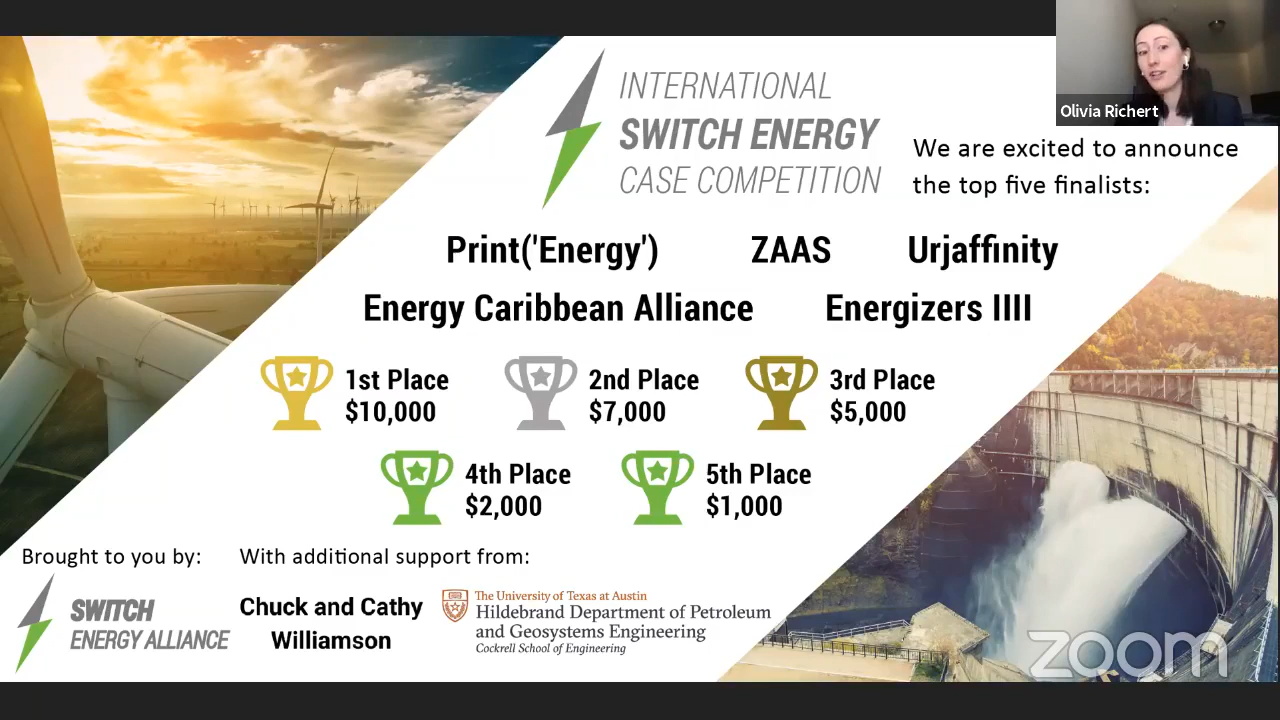 Olivia Richert
INTERNATIONAL
SWITCH ENERGY
CASE COMPETITION
We are excited to announce
the top five finalists:
Print('Energy') ZAAS Urjaffinity
Energy Caribbean Alliance Energizers IIII
1st Place
$10,000
2nd Place
$7,000
3rd Place
$5,000
4th Place
$2,000
5th Place
$1,000
Brought to you by:
SWITCH
ENERGY ALLIANCE
With additional support from:
Chuck and Cathy
Williamson
The University of Texas at Austin
Hildebrand Department of Petroleum
and Geosystems Engineering
Cockrell School of Engineering
zoom